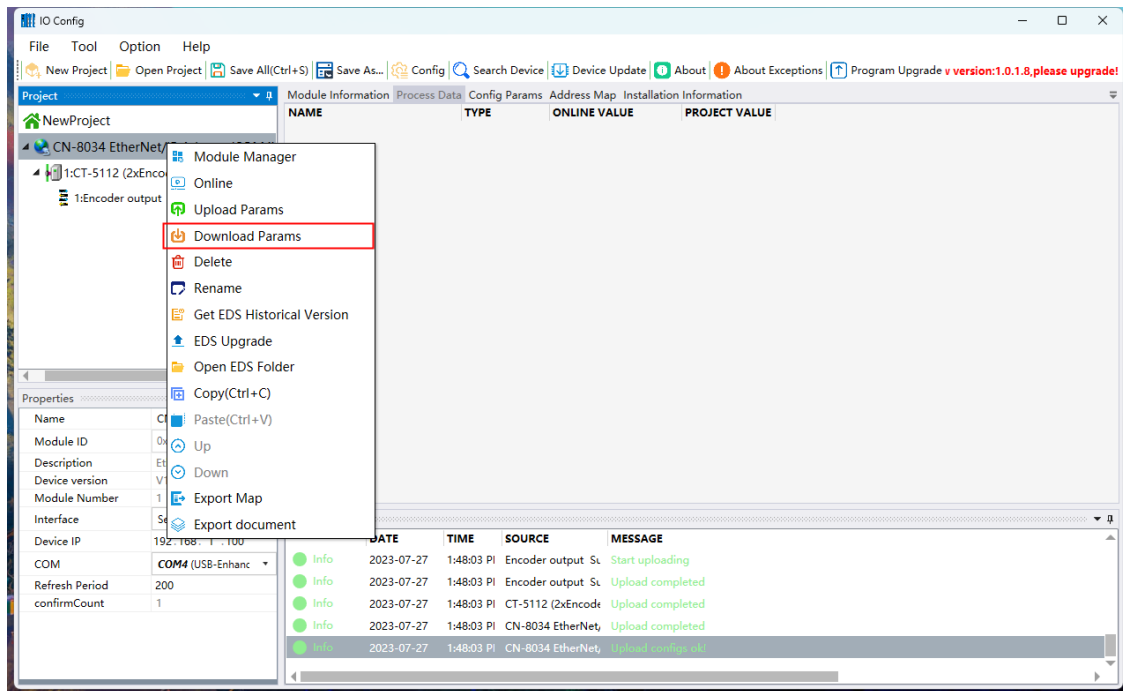 IO Config
File Tool Option Help
New Project Open Project Save All(Ctrl+S) Save As... Config Search Device Device Update About About Exceptions Program Upgrade v version:1.0.1.8,please upgrade!
Project
NewProject
CN-8034 EtherNet/
1:CT-5112 (2xEnco
1:Encoder output
Module Manager
Online
Upload Params
Download Params
Delete
Rename
Get EDS Historical Version
EDS Upgrade
Open EDS Folder
Copy(Ctrl+C)
Paste(Ctrl+V)
Up
Down
Export Map
Export document
Module Information Process Data Config Params Address Map Installation Information
NAME TYPE ONLINE VALUE PROJECT VALUE
Properties
Name
Module ID 0x
Description Et
Device version V1
Module Number 1
Interface Se
Device IP 192 . 168 . 1 . 100
COM COM4 (USB-Enhanc
Refresh Period 200
confirmCount 1
DATE TIME SOURCE MESSAGE
Info 2023-07-27 1:48:03 PI Encoder output Su Start uploading
Info 2023-07-27 1:48:03 PI Encoder output Su Upload completed
Info 2023-07-27 1:48:03 PI CT-5112 (2xEncode Upload completed
Info 2023-07-27 1:48:03 PI CN-8034 EtherNet/ Upload completed
Info 2023-07-27 1:48:03 PI CN-8034 EtherNet/ Upload configs ok!